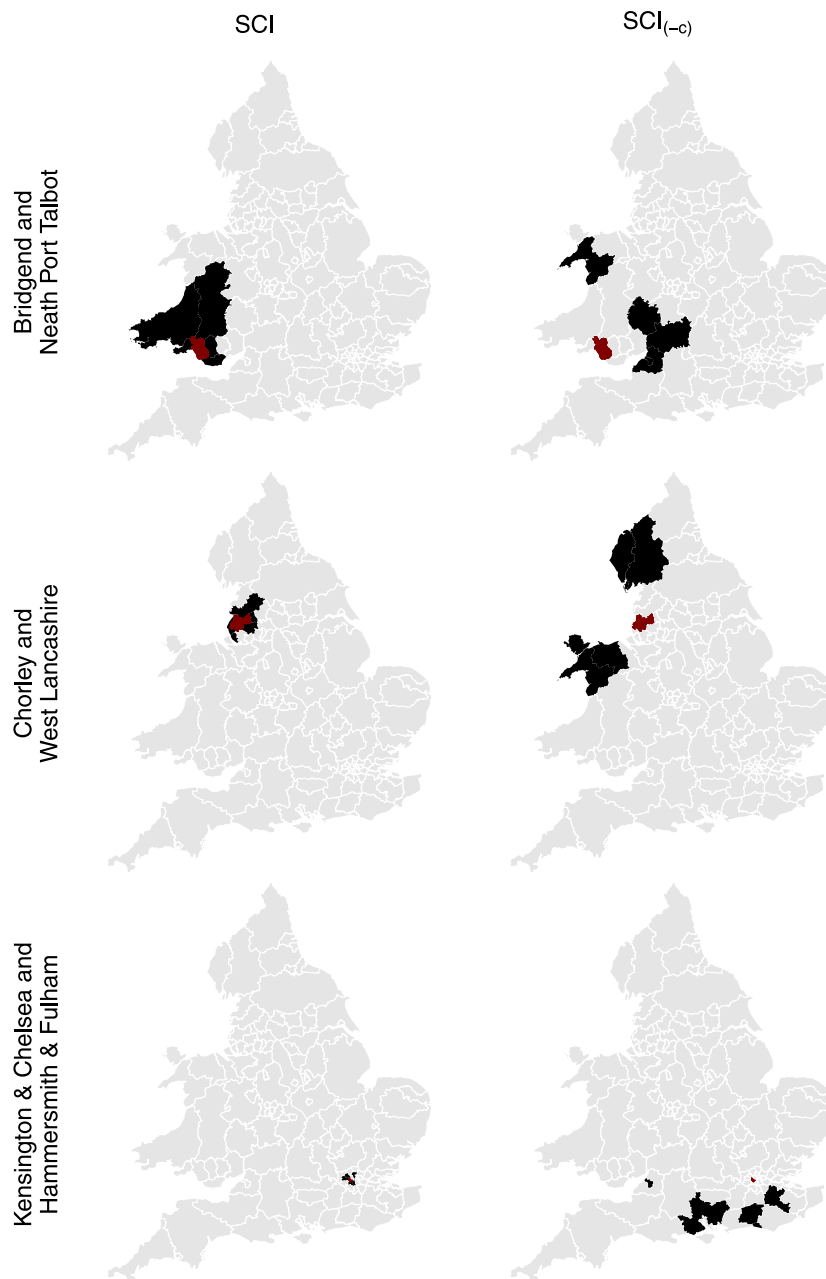 SCI
SCI(−c)
Bridgend and
Neath Port Talbot
Chorley and
West Lancashire
Kensington & Chelsea and
Hammersmith & Fulham